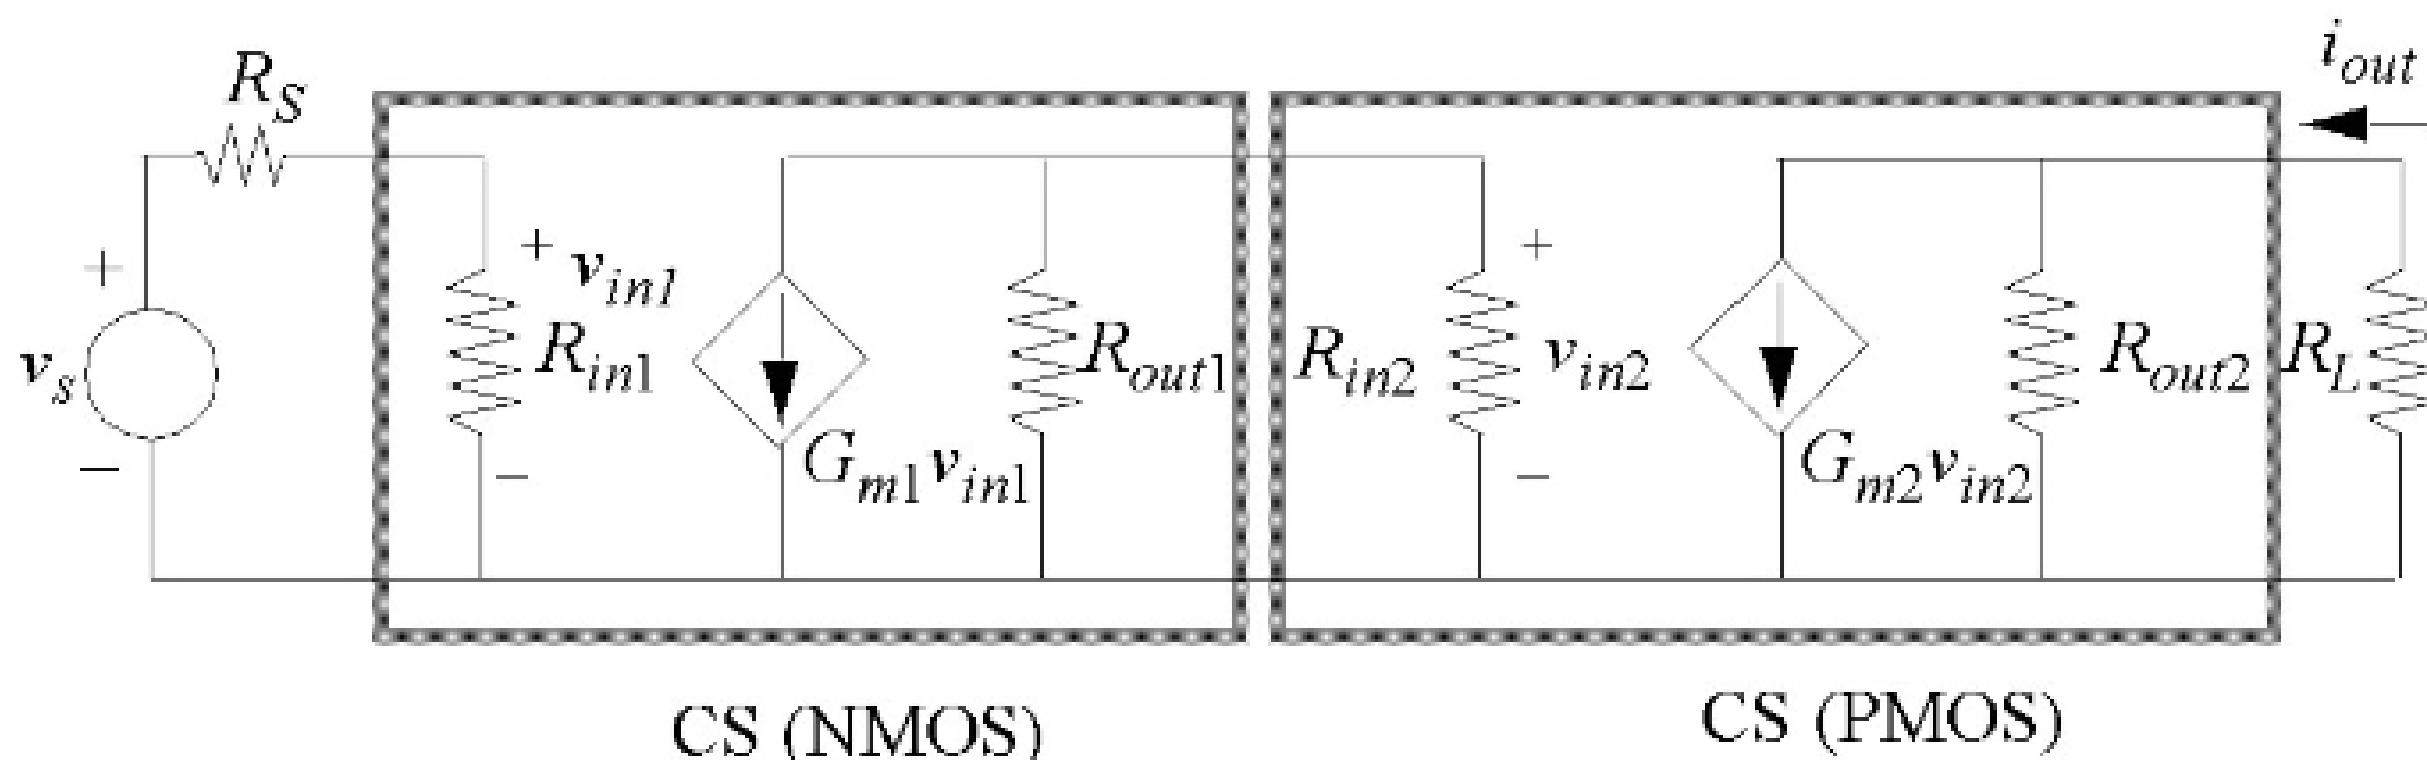 i_out
R_S
+ v_in1
+
+
v_s
R_in1
R_out1
R_in2
v_in2
R_out2
R_L
G_m1 v_in1
G_m2 v_in2
−
−
−
CS (NMOS)
CS (PMOS)